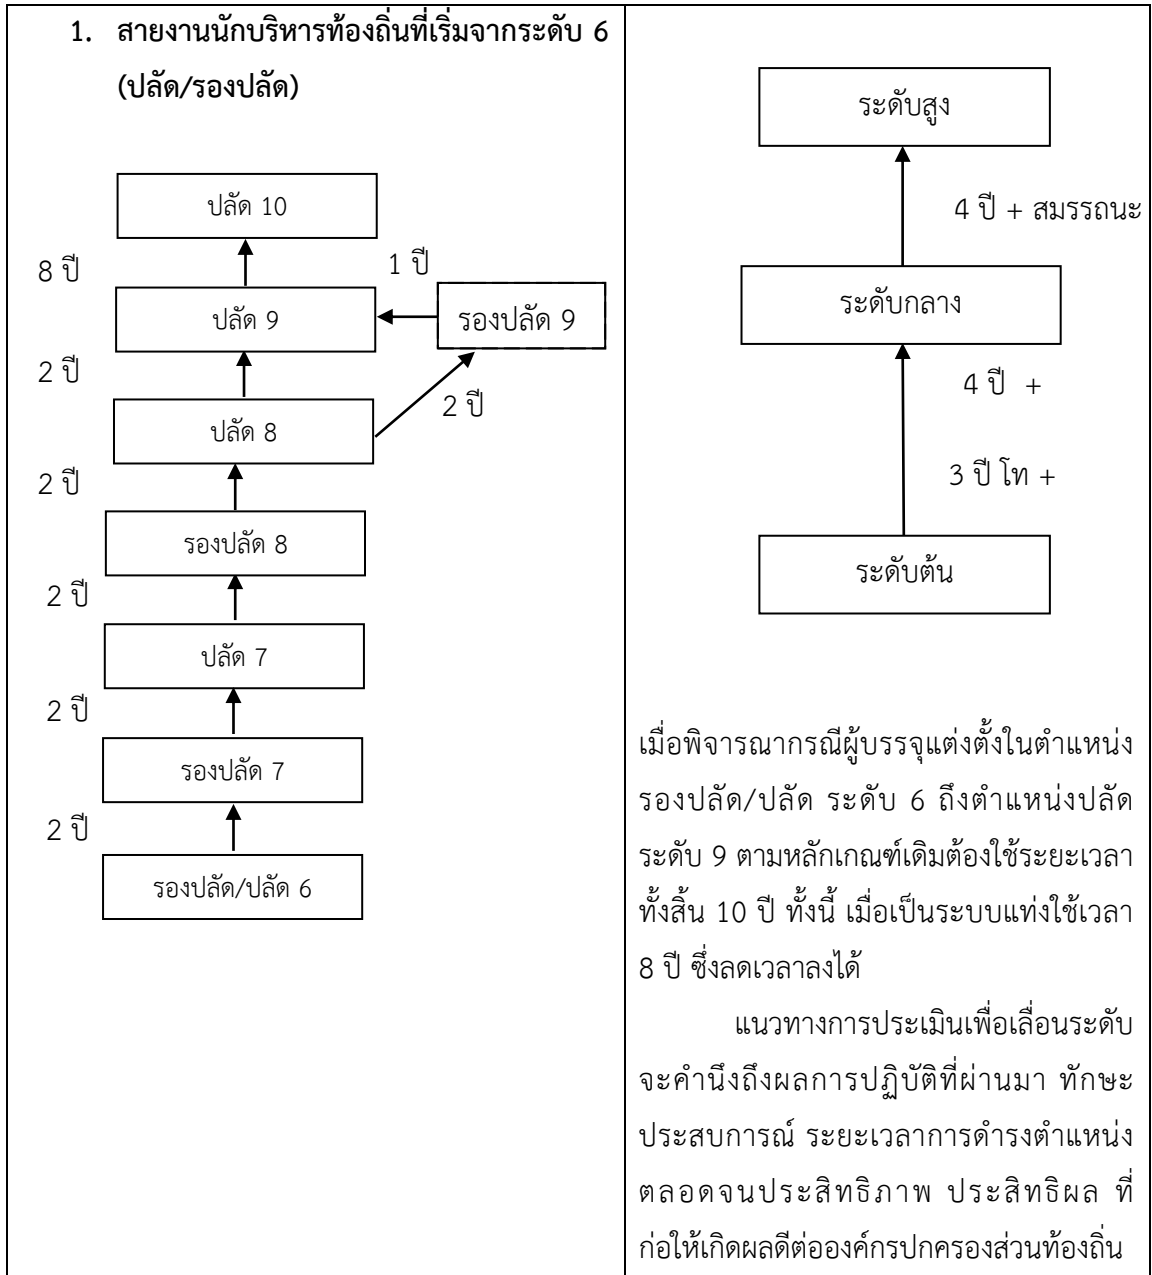 1. สายงานนักบริหารท้องถิ่นที่เริ่มจากระดับ 6
(ปลัด/รองปลัด)
ปลัด 10
8 ปี
1 ปี
ปลัด 9
รองปลัด 9
2 ปี
2 ปี
ปลัด 8
2 ปี
รองปลัด 8
2 ปี
ปลัด 7
2 ปี
รองปลัด 7
2 ปี
รองปลัด/ปลัด 6
ระดับสูง
4 ปี + สมรรถนะ
ระดับกลาง
4 ปี +
3 ปี โท +
ระดับต้น
เมื่อพิจารณากรณีผู้บรรจุแต่งตั้งในตำแหน่ง
รองปลัด/ปลัด ระดับ 6 ถึงตำแหน่งปลัด
ระดับ 9 ตามหลักเกณฑ์เดิมต้องใช้ระยะเวลา
ทั้งสิ้น 10 ปี ทั้งนี้ เมื่อเป็นระบบแท่งใช้เวลา
8 ปี ซึ่งลดเวลาลงได้
แนวทางการประเมินเพื่อเลื่อนระดับ
จะคำนึงถึงผลการปฏิบัติที่ผ่านมา ทักษะ
ประสบการณ์ ระยะเวลาการดำรงตำแหน่ง
ตลอดจนประสิทธิภาพ ประสิทธิผล ที่
ก่อให้เกิดผลดีต่อองค์กรปกครองส่วนท้องถิ่น